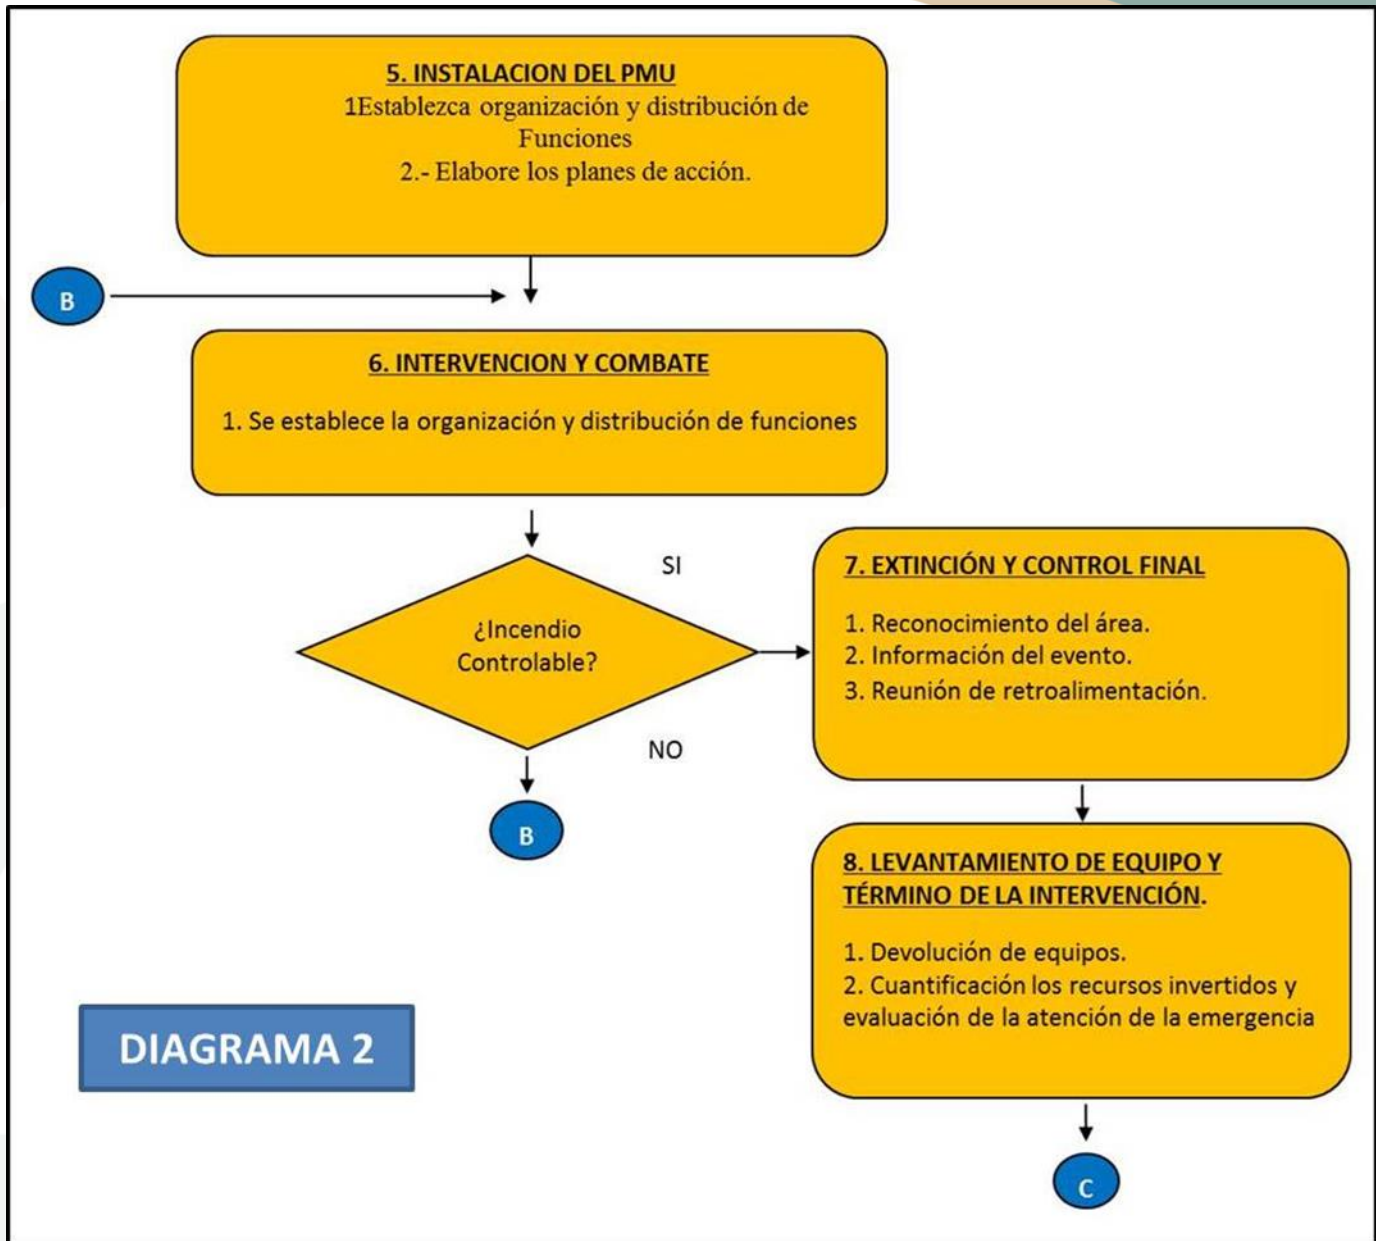 5. INSTALACION DEL PMU
1Establezca organización y distribución de
Funciones
2.- Elabore los planes de acción.
B
6. INTERVENCION Y COMBATE
1. Se establece la organización y distribución de funciones
SI
¿Incendio
Controlable?
NO
B
7. EXTINCIÓN Y CONTROL FINAL
1. Reconocimiento del área.
2. Información del evento.
3. Reunión de retroalimentación.
8. LEVANTAMIENTO DE EQUIPO Y
TÉRMINO DE LA INTERVENCIÓN.
1. Devolución de equipos.
2. Cuantificación los recursos invertidos y
evaluación de la atención de la emergencia
DIAGRAMA 2
C